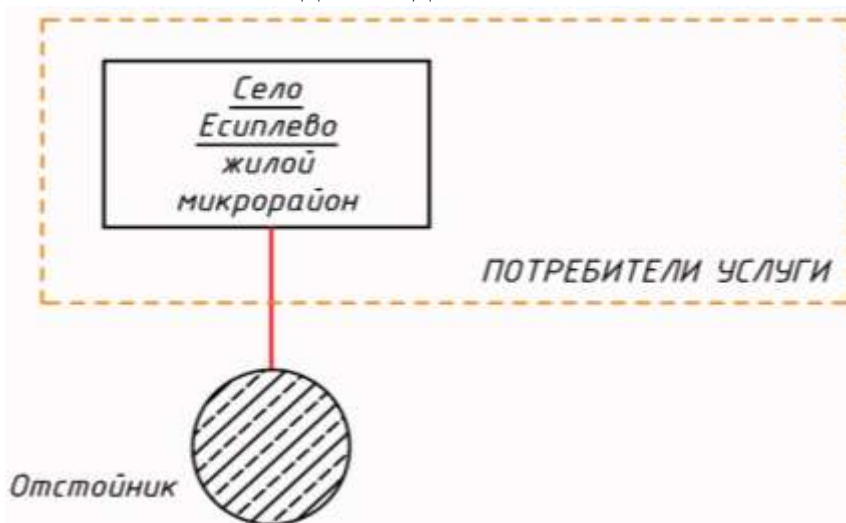 Село
Есиплево
жилой
микрорайон
ПОТРЕБИТЕЛИ УСЛУГИ
Отстойник